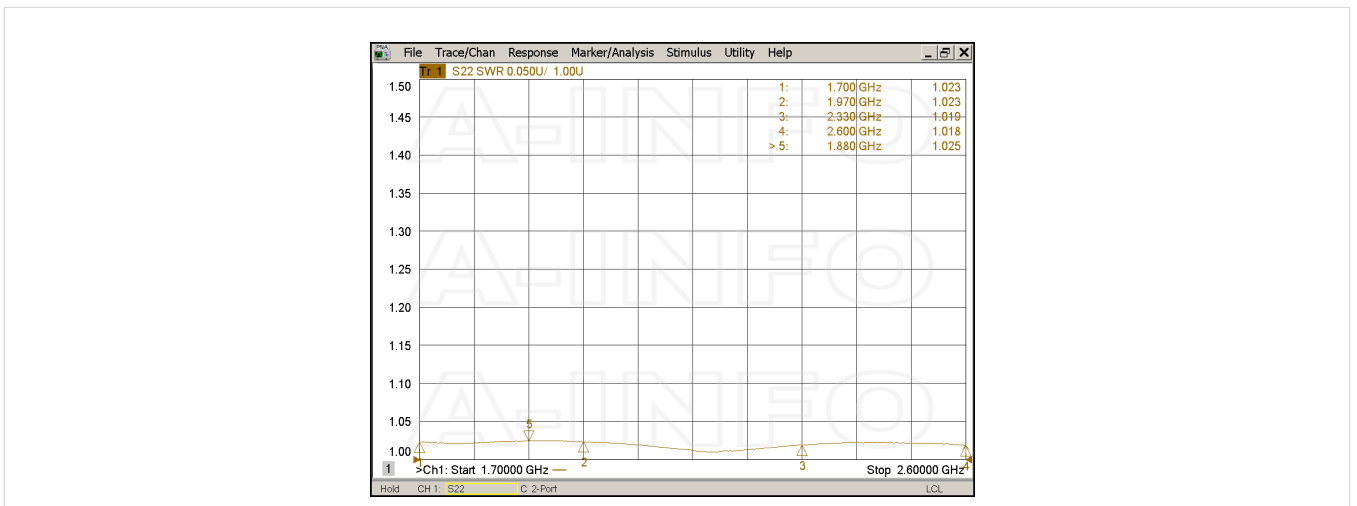 PNA File Trace/Chan Response Marker/Analysis Stimulus Utility Help
Tr 1 S22 SWR 0.050U/ 1.00U
1.50
1: 1.700 GHz 1.023
2: 1.970 GHz 1.023
3: 2.330 GHz 1.019
4: 2.600 GHz 1.018
> 5: 1.880 GHz 1.025
1.45
1.40
1.35
1.30
1.25
1.20
1.15
1.10
1.05
1.00
A-INFO
A-INFO
A-INFO
5
1 2 3 4
1 >Ch1: Start 1.70000 GHz Stop 2.60000 GHz
Hold CH 1: S22 C 2-Port LCL